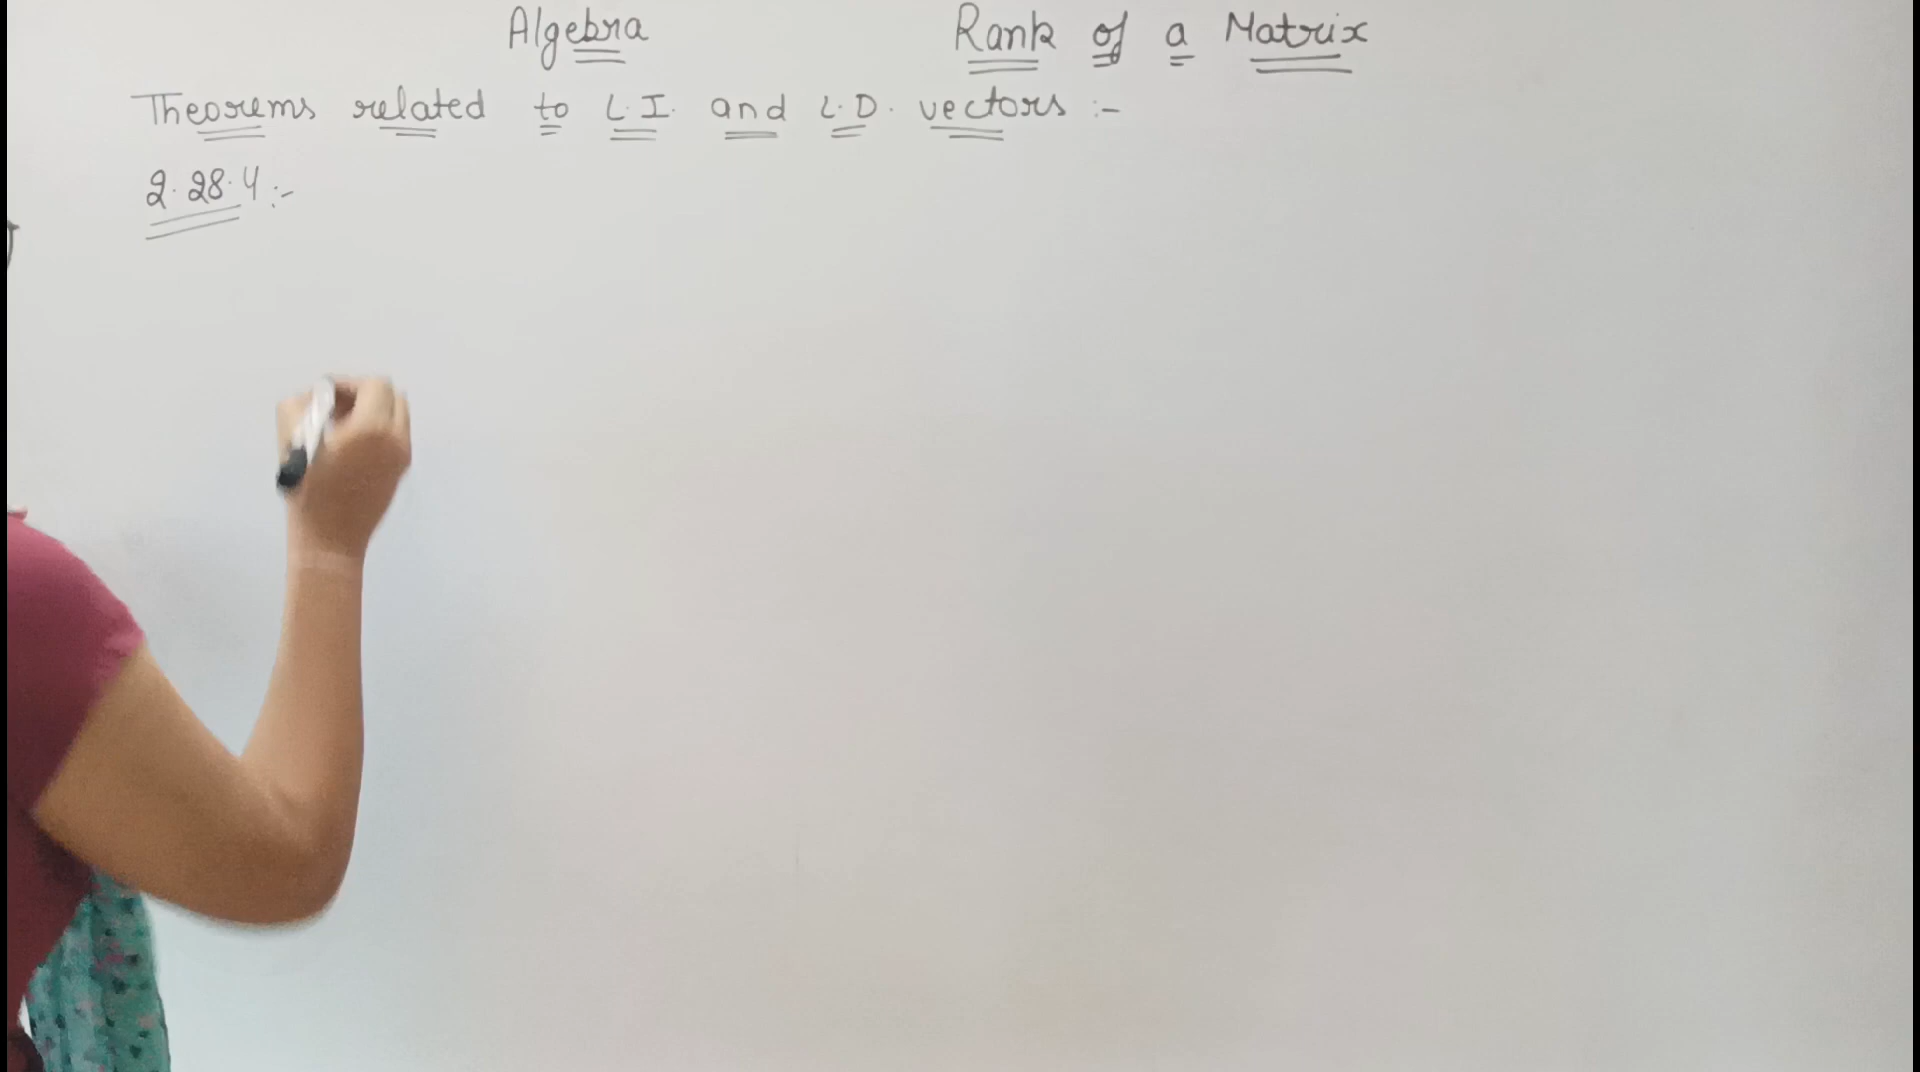 Algebra Rank of a Matrix
Theorems related to L.I. and L.D. vectors :-
2.28.4 :-